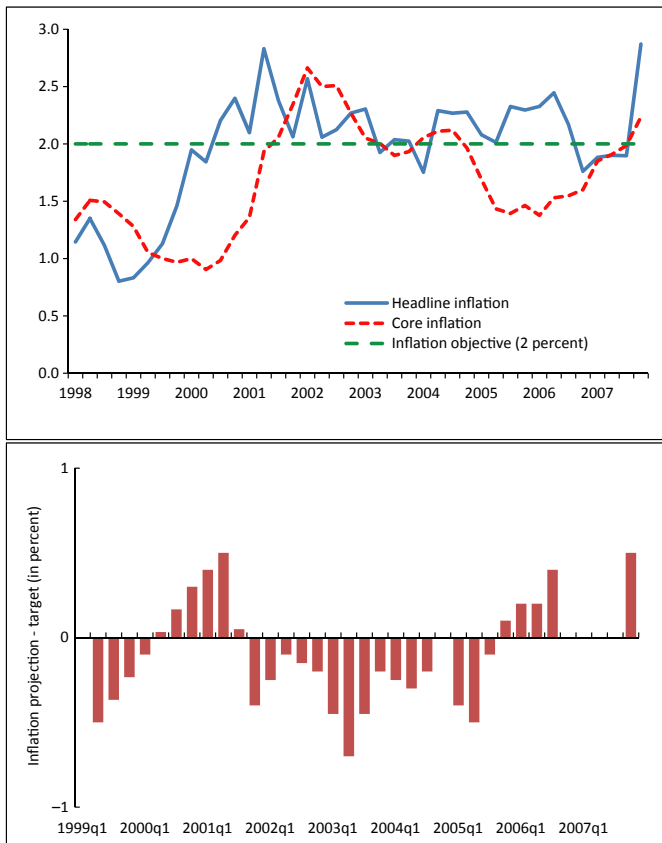 3.0
2.5
2.0
1.5
1.0
0.5
0.0
Headline inflation
Core inflation
Inflation objective (2 percent)
1998 1999 2000 2001 2002 2003 2004 2005 2006 2007
Inflation projection - target (in percent)
1
0
–1
1999q1 2000q1 2001q1 2002q1 2003q1 2004q1 2005q1 2006q1 2007q1